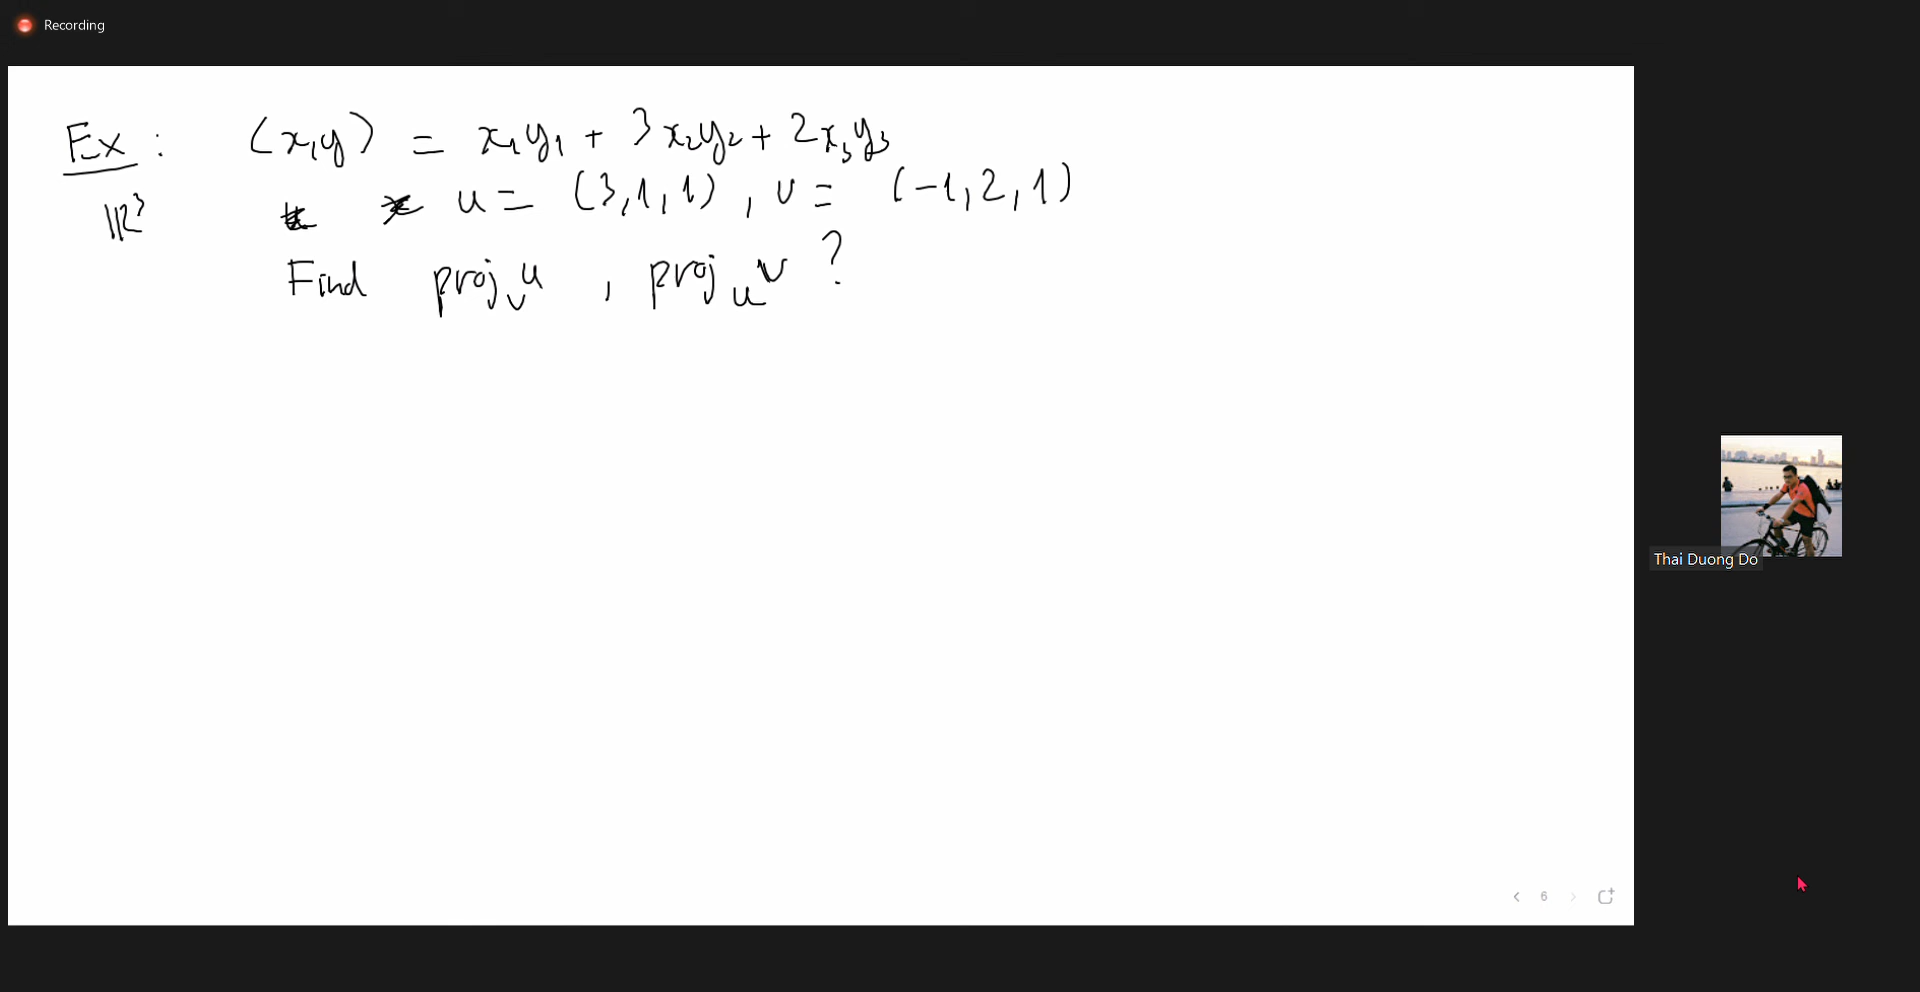 Recording
Ex : (x,y) = x₁y₁ + 3x₂y₂ + 2x₃y₃
ℝ³ u = (3,1,1) , v = (-1,2,1)
Find projᵥu , projᵤv ?
Thai Duong Do
6